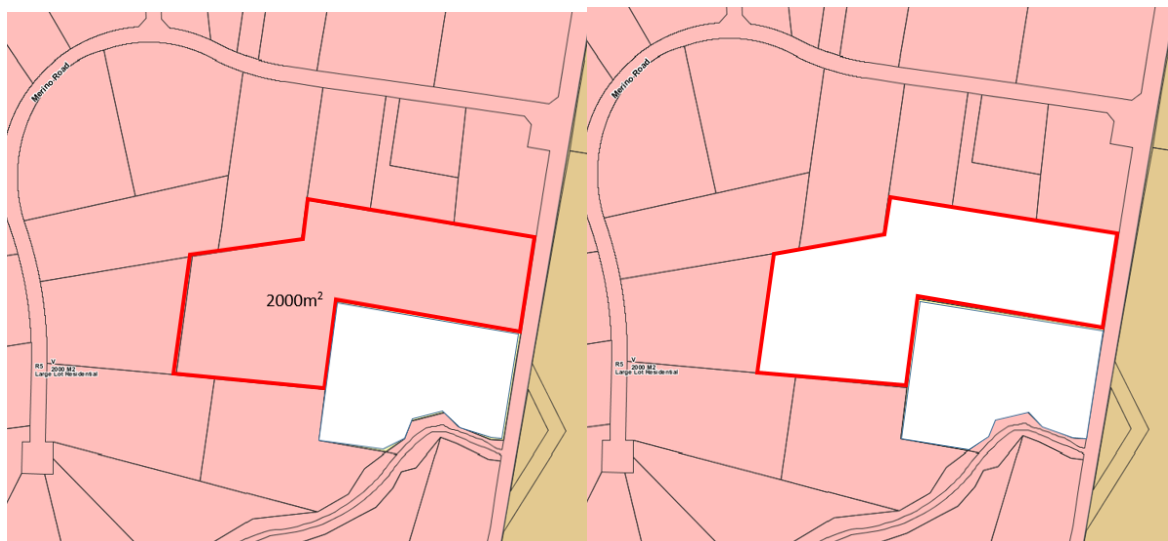 Merino Road
2000m²
V
R5 2000 M2
Large Lot Residential
Merino Road
V
R5 2000 M2
Large Lot Residential